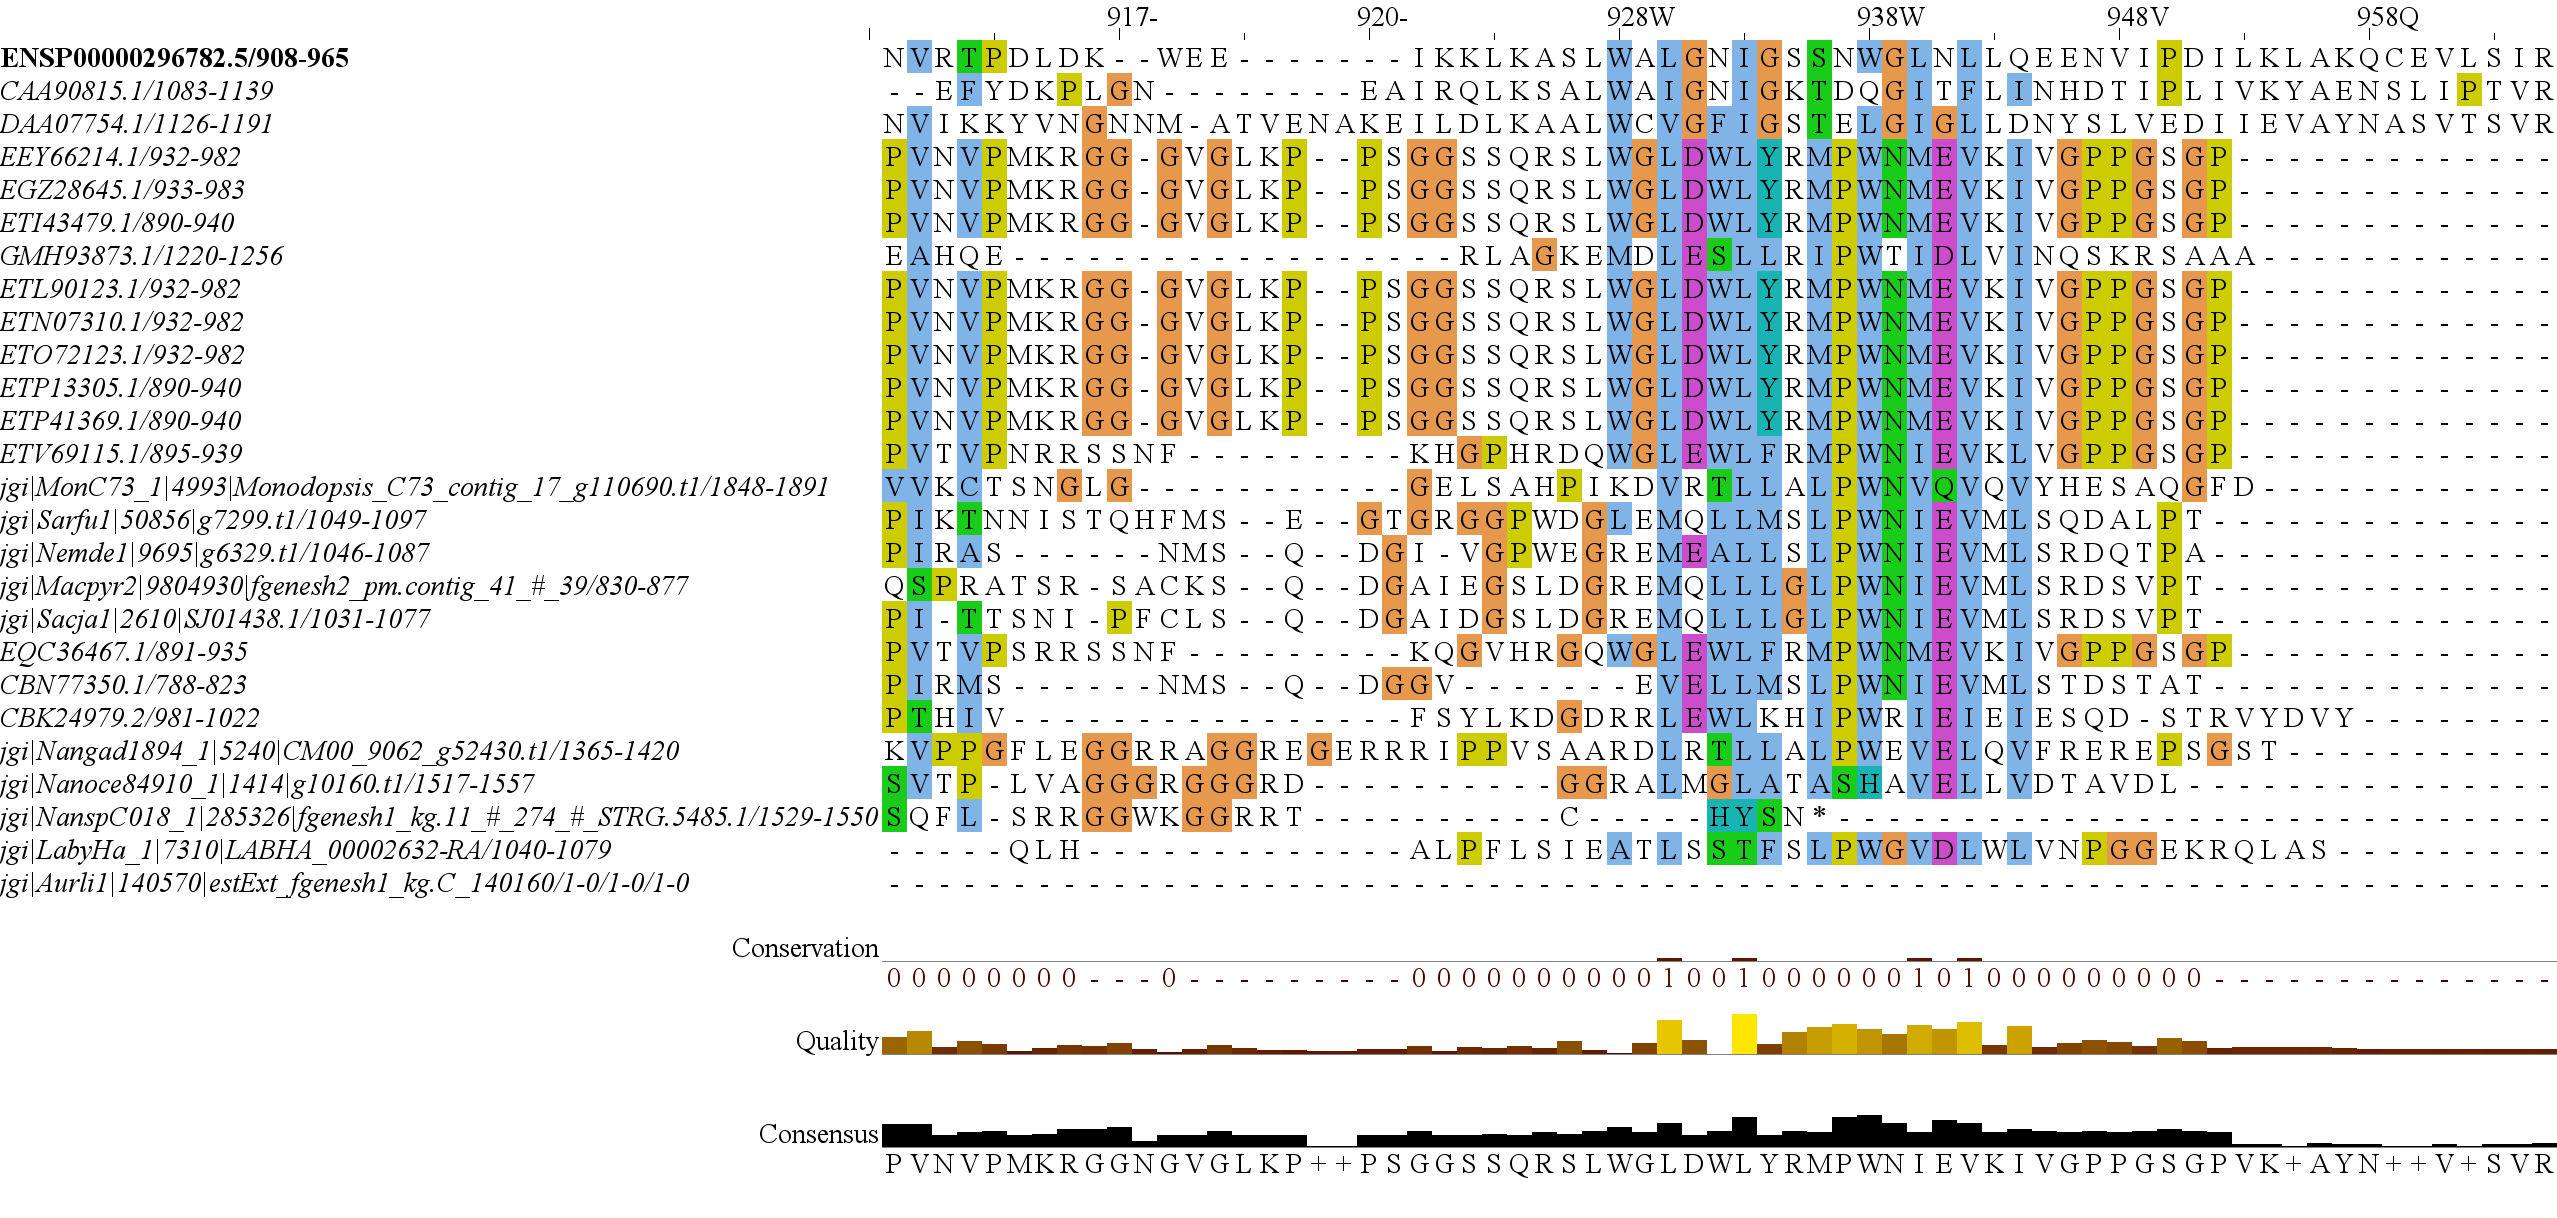 917- 920- 928W 938W 948V 958Q
ENSP00000296782.5/908-965 NVRTPDLDK--WEE-------IKKLKASLWALGNIGSSNWGLNLLQEENVIPDILKLAKQCEVLSIR
CAA90815.1/1083-1139 --EFYDKPLGN--------EAIRQLKSALWAIGNIGKTDQGITFLINHDTIPLIVKYAENSLIPTVR
DAA07754.1/1126-1191 NVIKKYVNGNNM-ATVENAKEILDLKAALWCVGFIGSTELGIGLLDNYSLVEDIIEVAYNASVTSVR
EEY66214.1/932-982 PVNVPMKRGG-GVGLKP--PSGGSSQRSLWGLDWLYRMPWNMEVKIVGPPGSGP-------------
EGZ28645.1/933-983 PVNVPMKRGG-GVGLKP--PSGGSSQRSLWGLDWLYRMPWNMEVKIVGPPGSGP-------------
ETI43479.1/890-940 PVNVPMKRGG-GVGLKP--PSGGSSQRSLWGLDWLYRMPWNMEVKIVGPPGSGP-------------
GMH93873.1/1220-1256 EAHQE------------------RLAGKEMDLESLLRIPWTIDLVINQSKRSAAA------------
ETL90123.1/932-982 PVNVPMKRGG-GVGLKP--PSGGSSQRSLWGLDWLYRMPWNMEVKIVGPPGSGP-------------
ETN07310.1/932-982 PVNVPMKRGG-GVGLKP--PSGGSSQRSLWGLDWLYRMPWNMEVKIVGPPGSGP-------------
ETO72123.1/932-982 PVNVPMKRGG-GVGLKP--PSGGSSQRSLWGLDWLYRMPWNMEVKIVGPPGSGP-------------
ETP13305.1/890-940 PVNVPMKRGG-GVGLKP--PSGGSSQRSLWGLDWLYRMPWNMEVKIVGPPGSGP-------------
ETP41369.1/890-940 PVNVPMKRGG-GVGLKP--PSGGSSQRSLWGLDWLYRMPWNMEVKIVGPPGSGP-------------
ETV69115.1/895-939 PVTVPNRRSSNF---------KHGPHRDQWGLEWLFRMPWNIEVKLVGPPGSGP-------------
jgi|MonC73_1|4993|Monodopsis_C73_contig_17_g110690.t1/1848-1891 VVKCTSNGLG-----------GELSAHPIKDVRTLLALPWNVQVQVYHESAQGFD------------
jgi|Sarfu1|50856|g7299.t1/1049-1097 PIKTNNISTQHFMS--E--GTGRGGPWDGLEMQLLMSLPWNIEVMLSQDALPT--------------
jgi|Nemde1|9695|g6329.t1/1046-1087 PIRAS------NMS--Q--DGI-VGPWEGREMEALLSLPWNIEVMLSRDQTPA--------------
jgi|Macpyr2|9804930|fgenesh2_pm.contig_41_#_39/830-877 QSPRATSR-SACKS--Q--DGAIEGSLDGREMQLLLGLPWNIEVMLSRDSVPT--------------
jgi|Sacja1|2610|SJ01438.1/1031-1077 PI-TTSNI-PFCLS--Q--DGAIDGSLDGREMQLLLGLPWNIEVMLSRDSVPT--------------
EQC36467.1/891-935 PVTVPSRRSSNF---------KQGVHRGQWGLEWLFRMPWNMEVKIVGPPGSGP-------------
CBN77350.1/788-823 PIRMS------NMS--Q--DGGV-------EVELLMSLPWNIEVMLSTDSTAT--------------
CBK24979.2/981-1022 PTHIV----------------FSYLKDGDRRLEWLKHIPWRIEIEIESQD-STRVYDVY--------
jgi|Nangad1894_1|5240|CM00_9062_g52430.t1/1365-1420 KVPPGFLEGGRRAGGREGERRRIPPVSAARDLRTLLALPWEVELQVFREREPSGST-----------
jgi|Nanoce84910_1|1414|g10160.t1/1517-1557 SVTP-LVAGGGRGGGRD----------GGRALMGLATASHAVELLVDTAVDL---------------
jgi|NanspC018_1|285326|fgenesh1_kg.11_#_274_#_STRG.5485.1/1529-1550 SQFL-SRRGGWKGGRRT----------C-----HYSN*-----------------------------
jgi|LabyHa_1|7310|LABHA_00002632-RA/1040-1079 -----QLH-------------ALPFLSIEATLSSTFSLPWGVDLWLVNPGGEKRQLAS---------
jgi|Aurli1|140570|estExt_fgenesh1_kg.C_140160/1-0/1-0/1-0 -------------------------------------------------------------------
Conservation
00000000---0---------0000000000100100000010100000000​0--------------
Quality
Consensus
PVNVPMKRGGNGVGLKP++PSGGSSQRSLWGLDWLYRMPWNIEVKIVGPPGSGPVK+AYN++V+SVR